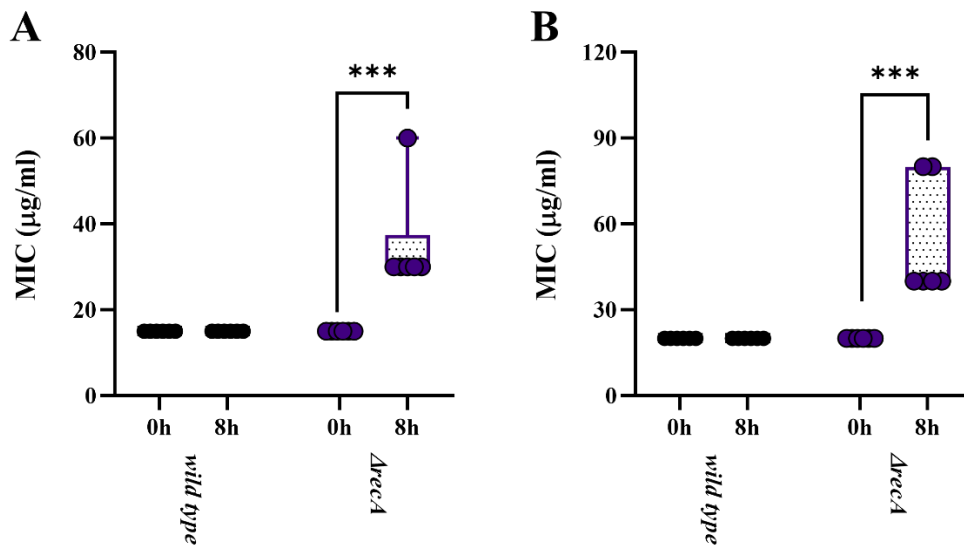 A
MIC (μg/ml)
80
60
40
20
0
***
0h
8h
0h
8h
wild type
ΔrecA
B
MIC (μg/ml)
120
90
60
30
0
***
0h
8h
0h
8h
wild type
ΔrecA